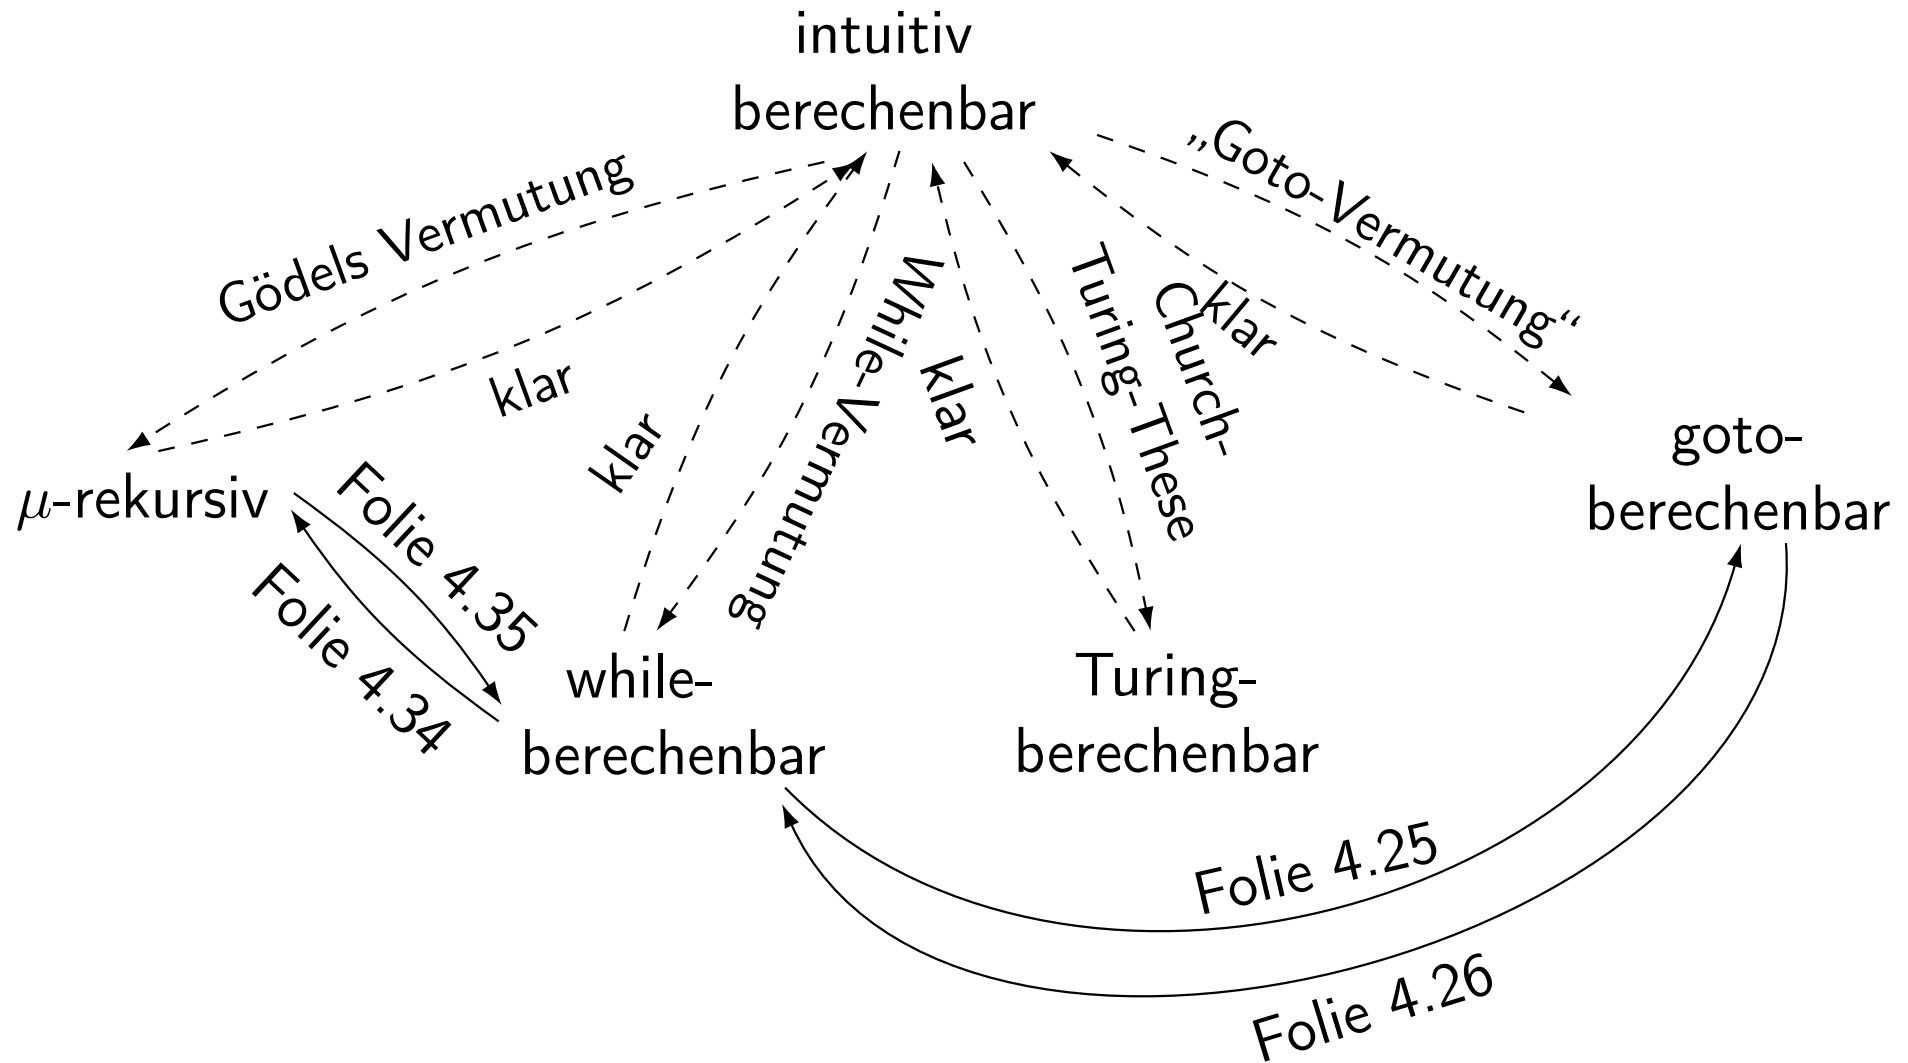 intuitiv
berechenbar
Gödels Vermutung
klar
klar
While-Vermutung
klar
Church-
Turing-These
klar
„Goto-Vermutung“
μ-rekursiv
goto-
berechenbar
Folie 4.35
Folie 4.34
while-
berechenbar
Turing-
berechenbar
Folie 4.25
Folie 4.26